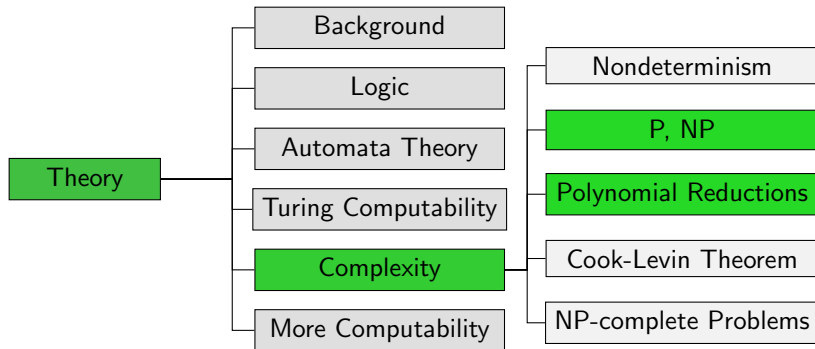 Theory
Background
Logic
Automata Theory
Turing Computability
Complexity
More Computability
Nondeterminism
P, NP
Polynomial Reductions
Cook-Levin Theorem
NP-complete Problems